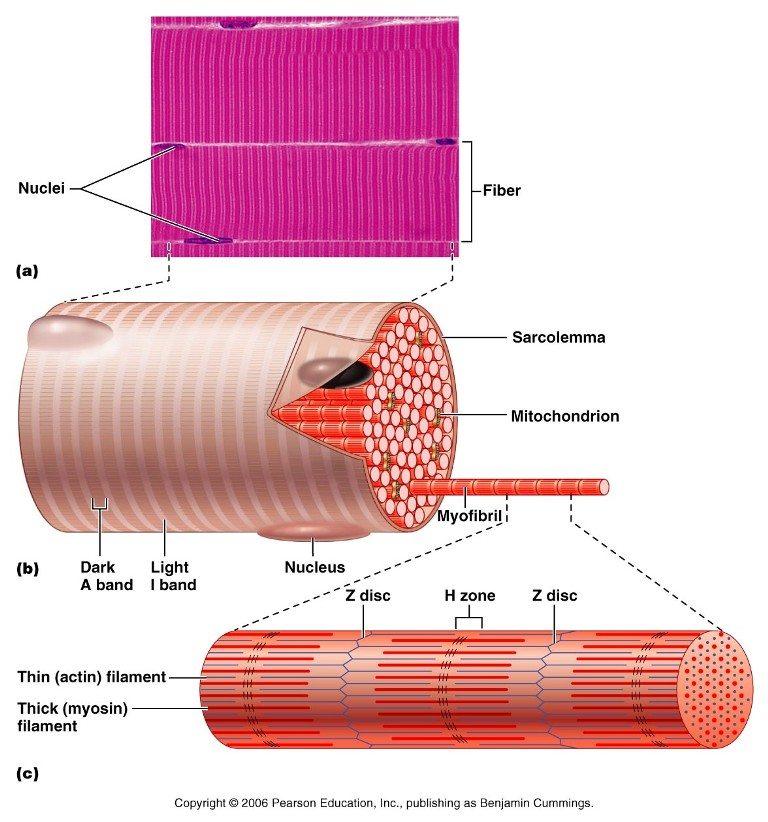 Nuclei
Fiber
(a)
Sarcolemma
Mitochondrion
Myofibril
(b)
Dark
A band
Light
I band
Nucleus
Z disc
H zone
Z disc
Thin (actin) filament
Thick (myosin)
filament
(c)
Copyright © 2006 Pearson Education, Inc., publishing as Benjamin Cummings.